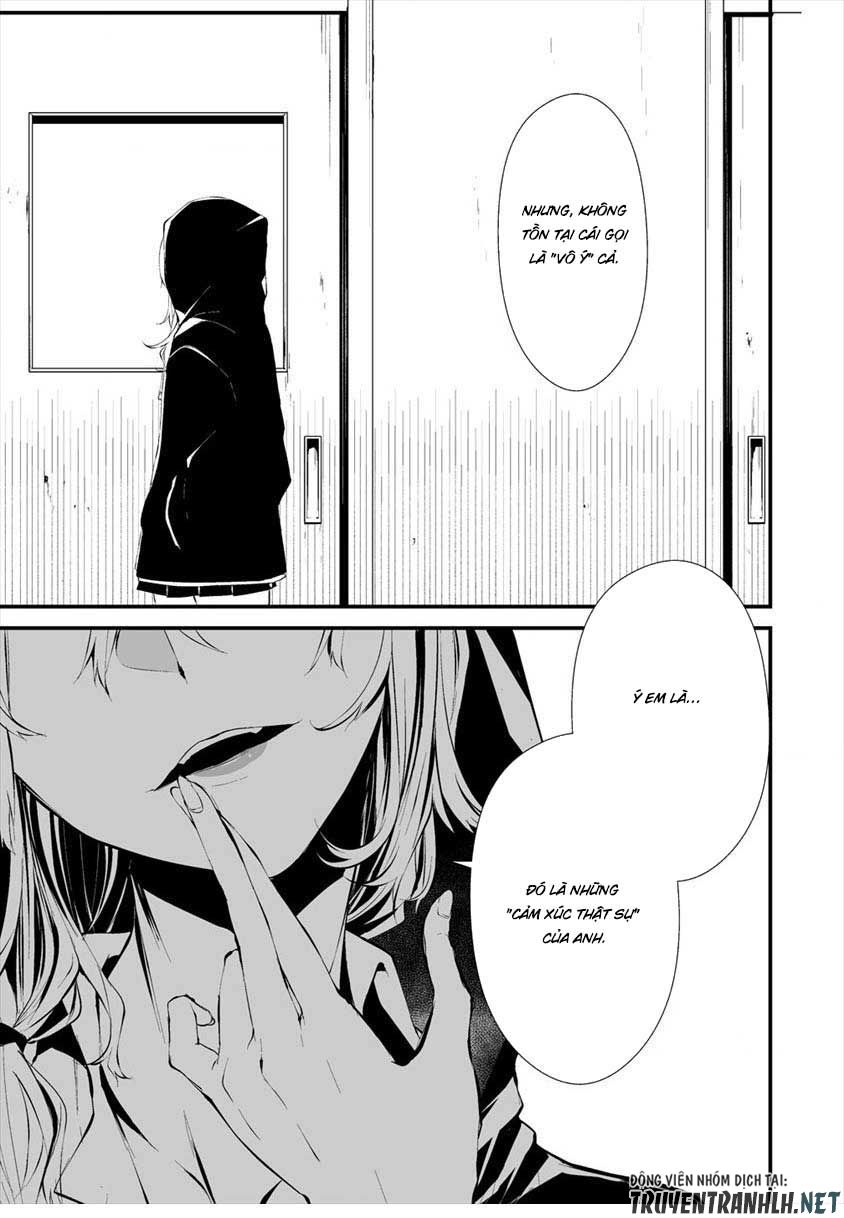 NHƯNG, KHÔNG
TỒN TẠI CÁI GỌI
LÀ "VÔ Ý" CẢ.
Ý EM LÀ...
ĐÓ LÀ NHỮNG
"CẢM XÚC THẬT SỰ"
CỦA ANH.
ĐỘNG VIÊN NHÓM DỊCH TẠI:
TRUYENTRANHLH.NET